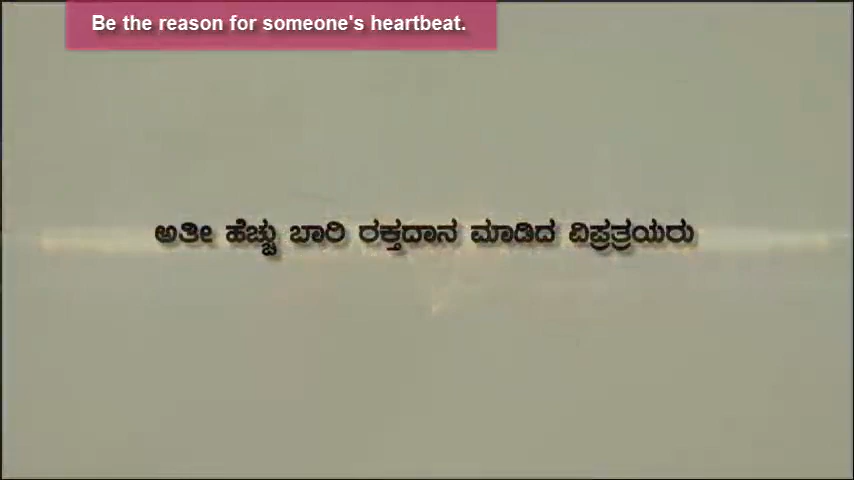 Be the reason for someone's heartbeat.
ಅತೀ ಹೆಚ್ಚು ಬಾರಿ ರಕ್ತದಾನ ಮಾಡಿದ ವಿಪ್ರತ್ರಯರು